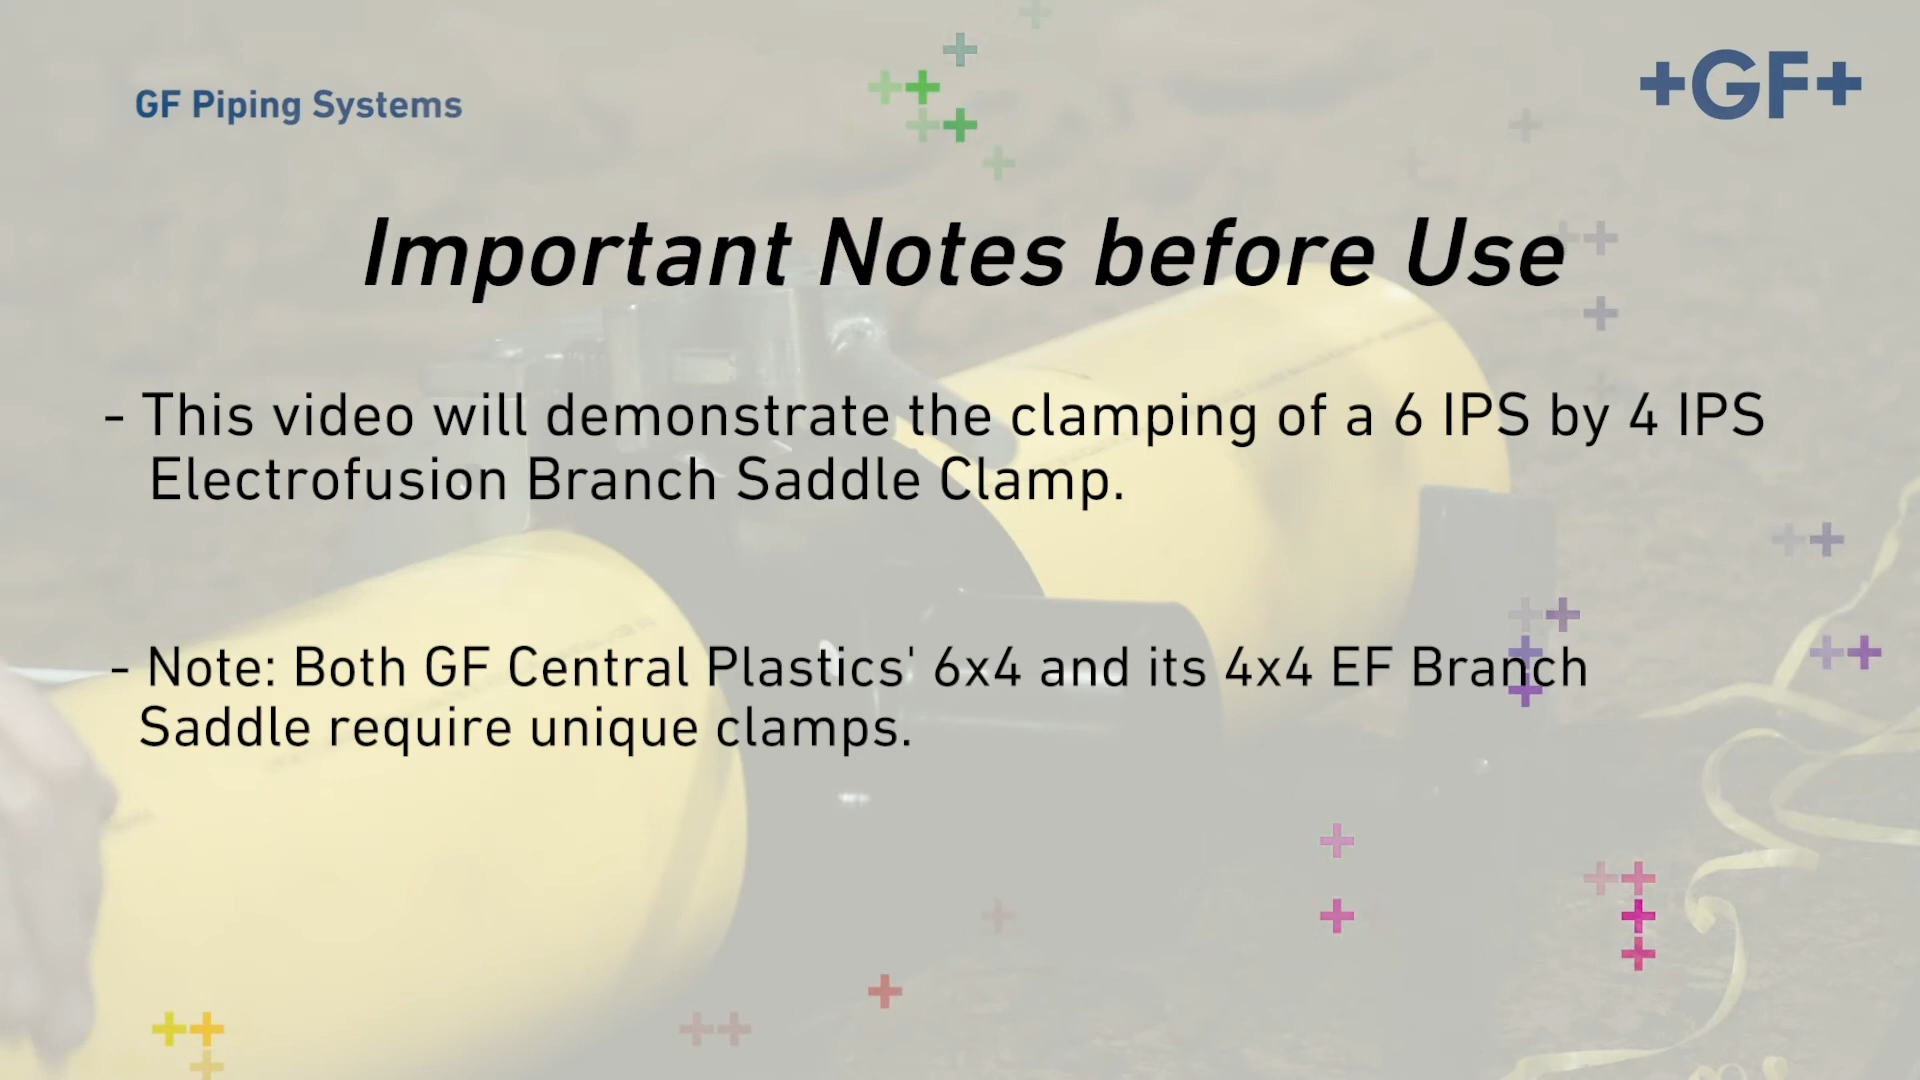 GF Piping Systems
+GF+
Important Notes before Use
- This video will demonstrate the clamping of a 6 IPS by 4 IPS
Electrofusion Branch Saddle Clamp.
- Note: Both GF Central Plastics' 6x4 and its 4x4 EF Branch
Saddle require unique clamps.